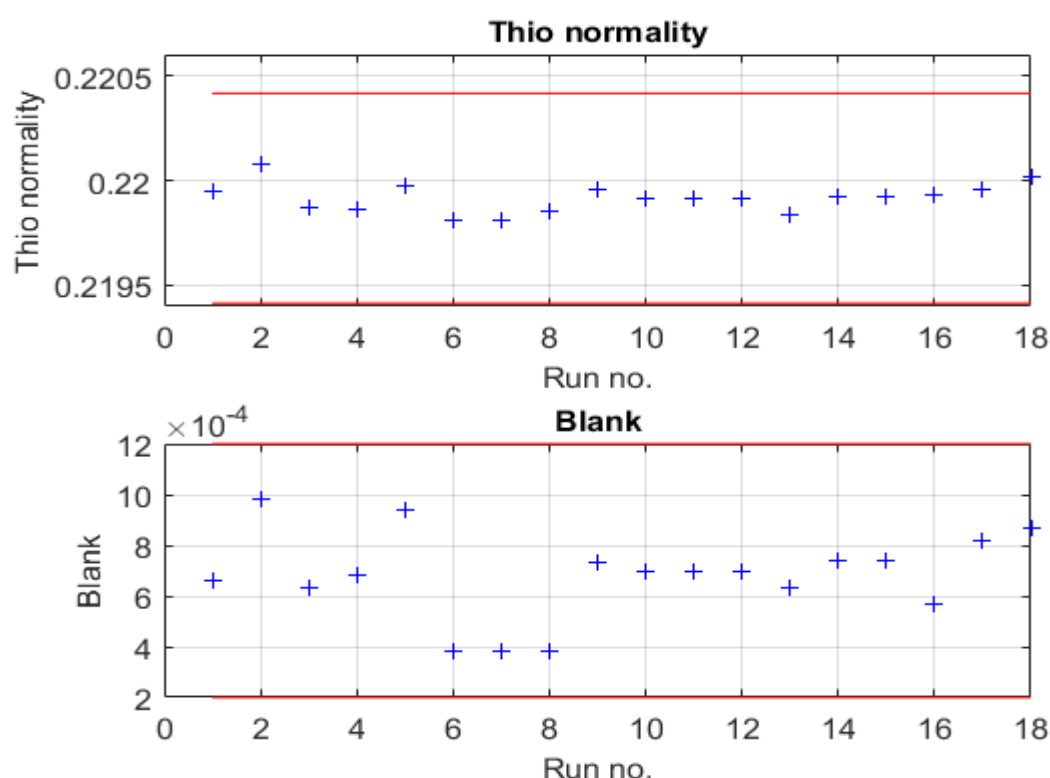 Thio normality
Thio normality
0.2205
0.22
0.2195
0 2 4 6 8 10 12 14 16 18
Run no.
×10-4
Blank
Blank
12
10
8
6
4
2
0 2 4 6 8 10 12 14 16 18
Run no.